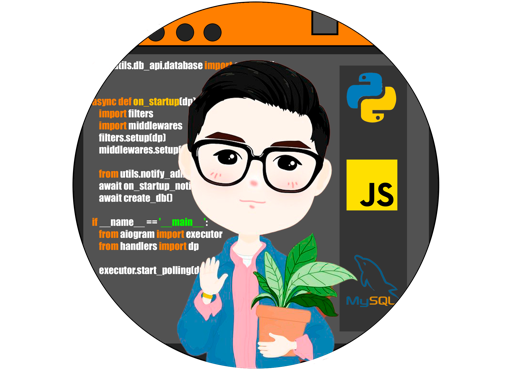 utils.db_api.database import
async def on_startup(dp)
import filters
import middlewares
filters.setup(dp)
middlewares.setup(
from utils.notify_adm
await on_startup_noti
await create_db()
if __name__ == '__main__':
from aiogram import executor
from handlers import dp
executor.start_polling(d
JS
MySQL